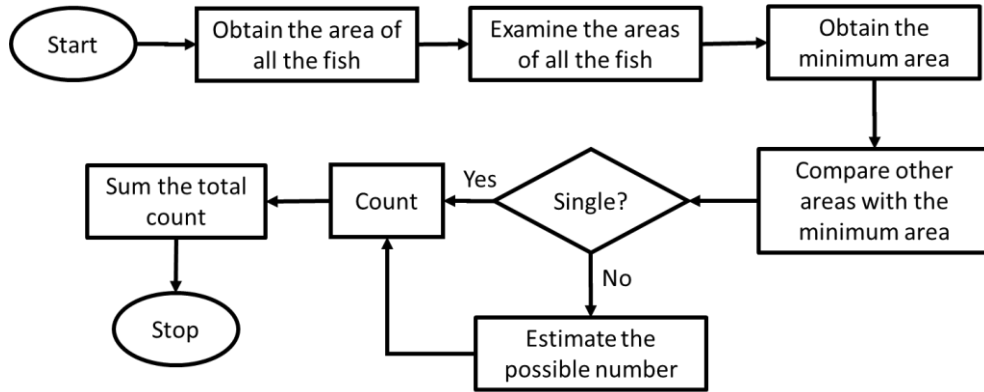 Start
Obtain the area of
all the fish
Examine the areas
of all the fish
Obtain the
minimum area
Compare other
areas with the
minimum area
Single?
Yes
Count
Sum the total
count
No
Estimate the
possible number
Stop